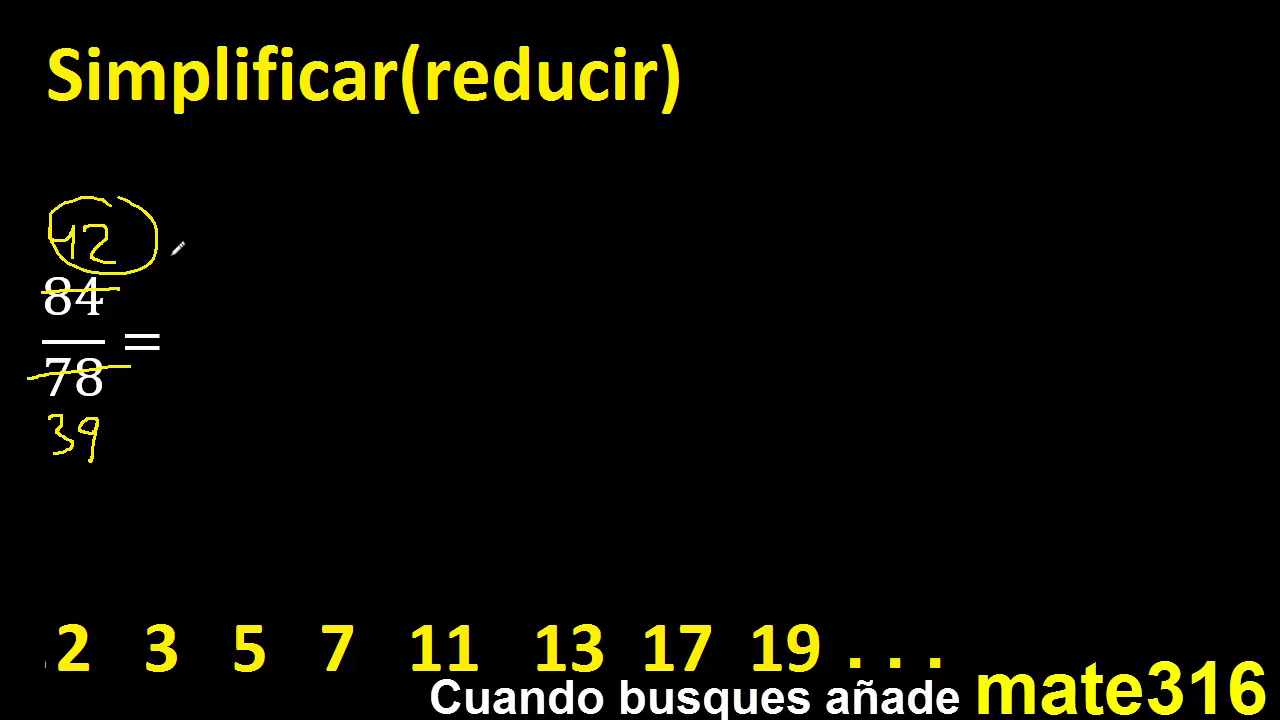 Simplificar(reducir)
42
84
=
78
39
2 3 5 7 11 13 17 19 . . .
Cuando busques añade mate316